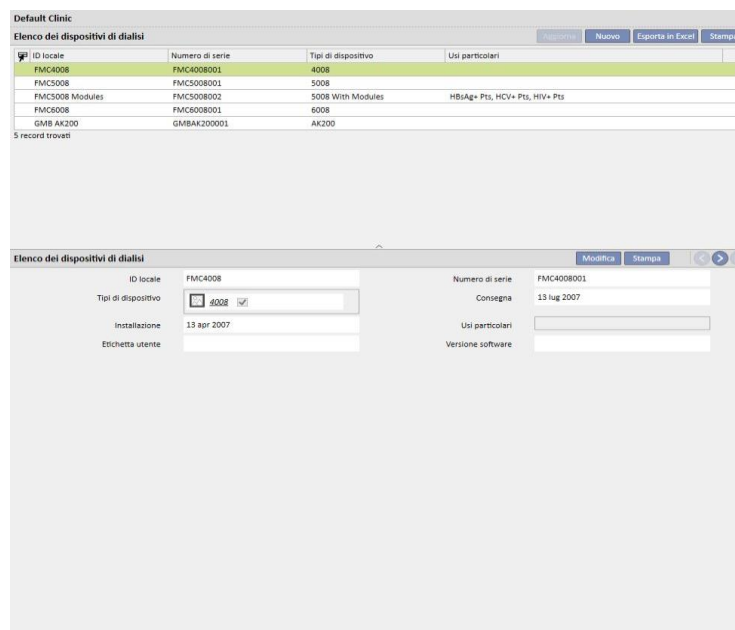 Default Clinic
Elenco dei dispositivi di dialisi
Aggiorna Nuovo Esporta in Excel Stampa
ID locale Numero di serie Tipi di dispositivo Usi particolari
FMC4008 FMC4008001 4008
FMC5008 FMC5008001 5008
FMC5008 Modules FMC5008002 5008 With Modules HBsAg+ Pts, HCV+ Pts, HIV+ Pts
FMC6008 FMC6008001 6008
GMB AK200 GMBAK200001 AK200
5 record trovati
Elenco dei dispositivi di dialisi Modifica Stampa
ID locale FMC4008 Numero di serie FMC4008001
Tipi di dispositivo 4008 Consegna 13 lug 2007
Installazione 13 apr 2007 Usi particolari
Etichetta utente Versione software